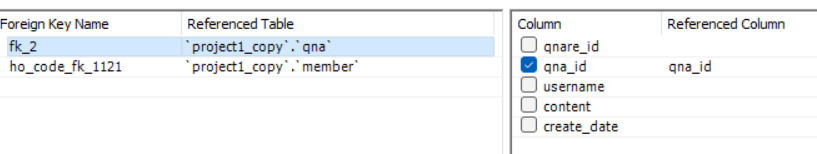 Foreign Key Name Referenced Table
fk_2 `project1_copy`.`qna`
ho_code_fk_1121 `project1_copy`.`member`
Column Referenced Column
qnare_id
qna_id qna_id
username
content
create_date